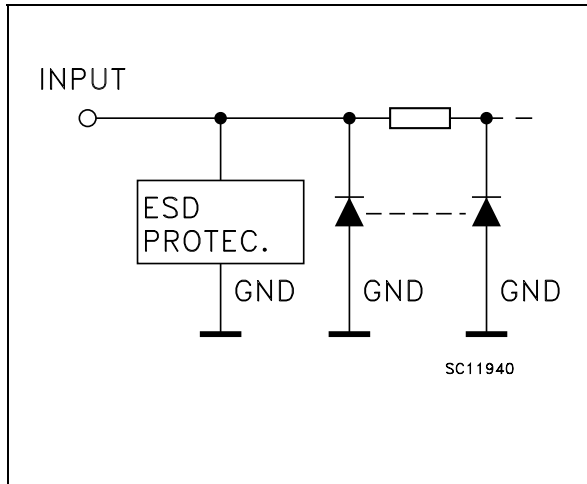 INPUT
ESD
PROTEC.
GND
GND
GND
SC11940